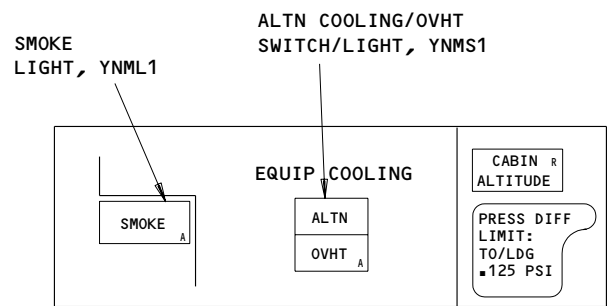 ALTN COOLING/OVHT
SWITCH/LIGHT, YNMS1
SMOKE
LIGHT, YNML1
EQUIP COOLING
SMOKE
A
ALTN
OVHT
A
CABIN R
ALTITUDE
PRESS DIFF
LIMIT:
TO/LDG
.125 PSI